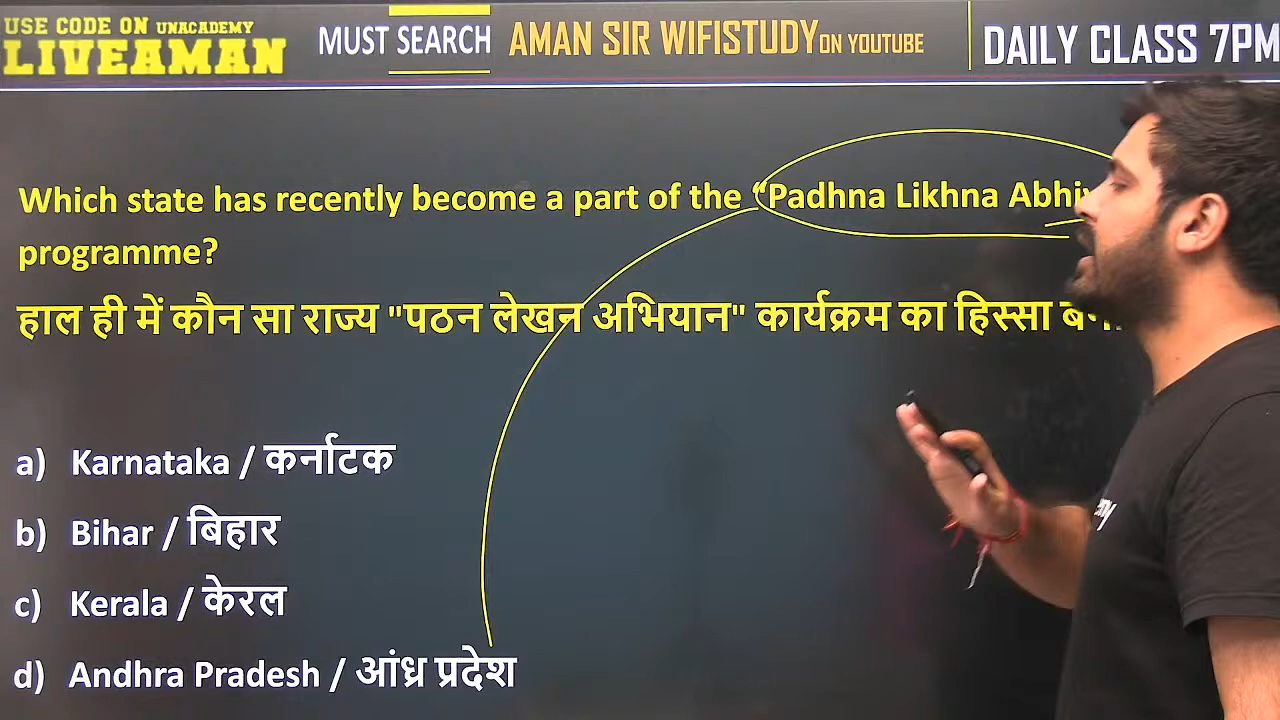 USE CODE ON UNACADEMY
LIVEAMAN
MUST SEARCH
AMAN SIR WIFISTUDY ON YOUTUBE
DAILY CLASS 7PM
Which state has recently become a part of the “Padhna Likhna
programme?
हाल ही में कौन सा राज्य "पठन लेखन अभियान" कार्यक्रम का हिस्सा
a) Karnataka / कर्नाटक
b) Bihar / बिहार
c) Kerala / केरल
d) Andhra Pradesh / आंध्र प्रदेश